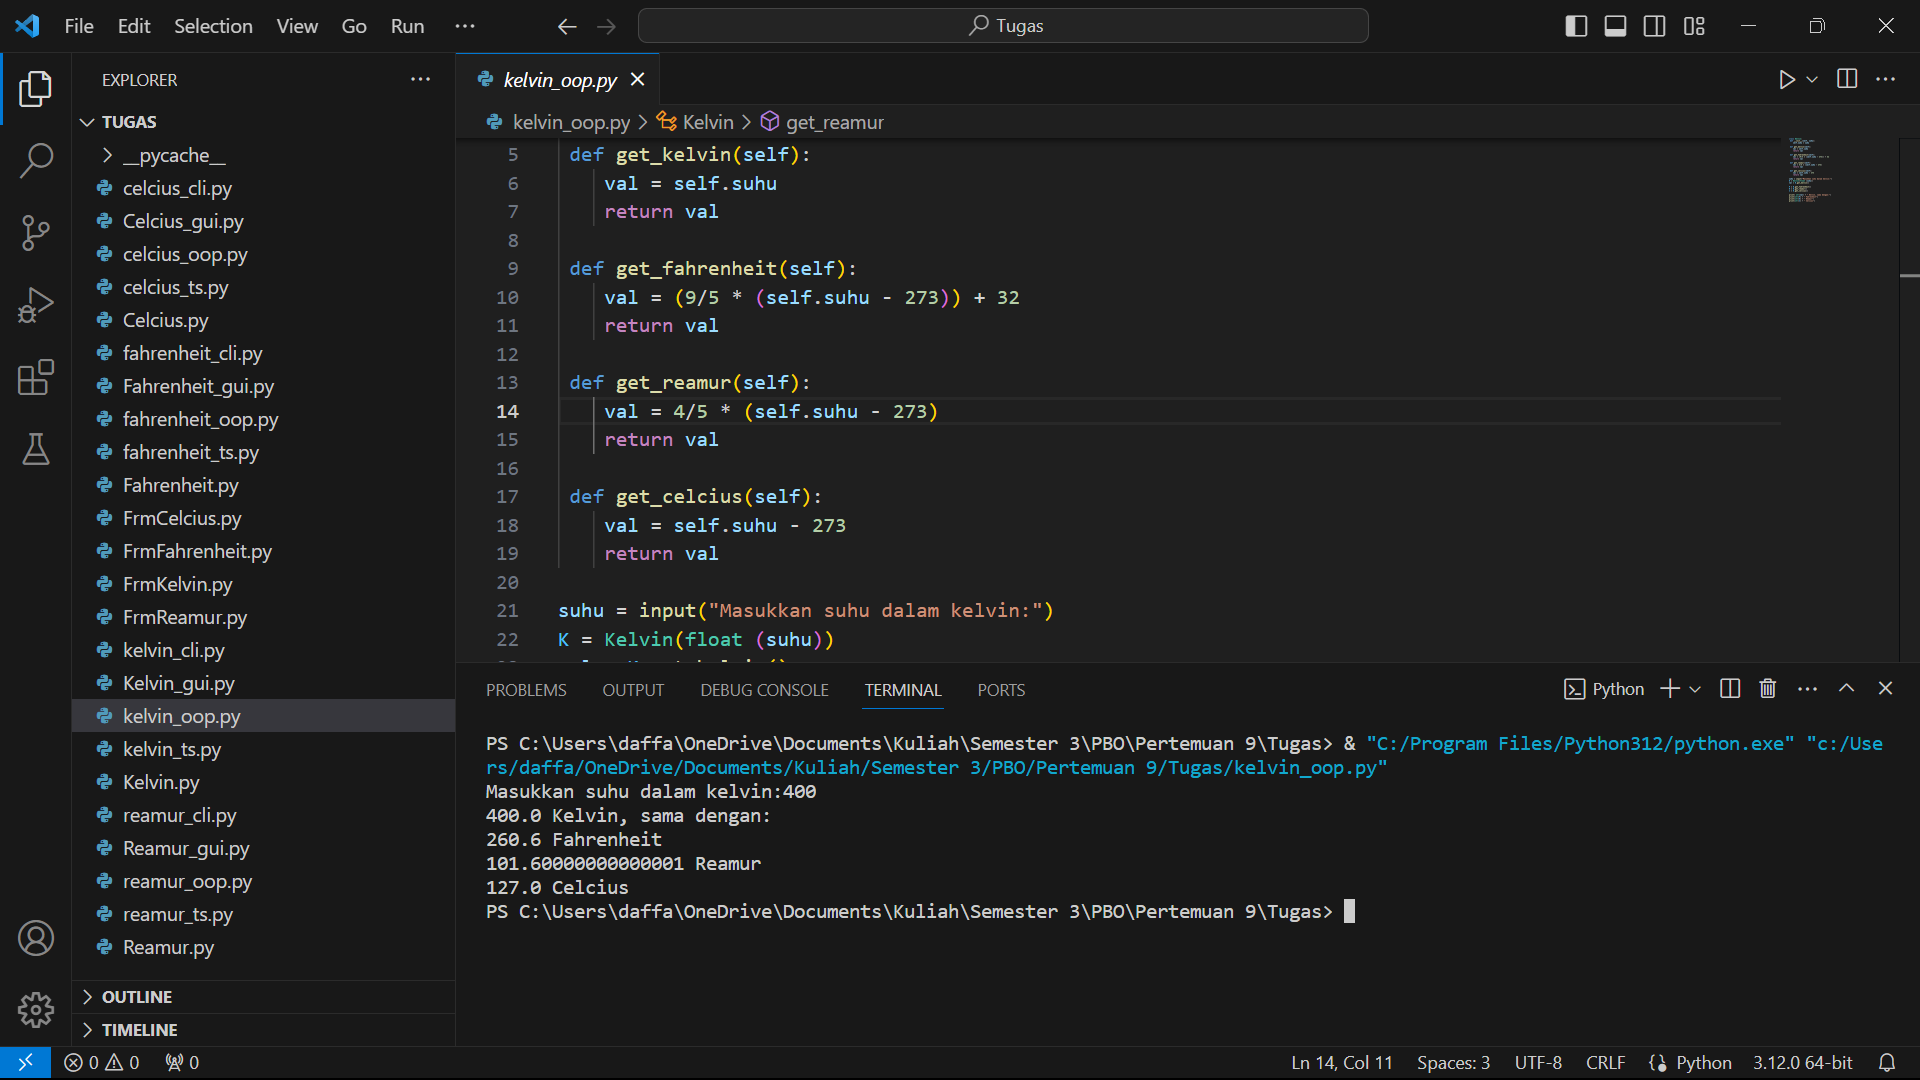 File Edit Selection View Go Run
Tugas
EXPLORER
TUGAS
__pycache__
celcius_cli.py
Celcius_gui.py
celcius_oop.py
celcius_ts.py
Celcius.py
fahrenheit_cli.py
Fahrenheit_gui.py
fahrenheit_oop.py
fahrenheit_ts.py
Fahrenheit.py
FrmCelcius.py
FrmFahrenheit.py
FrmKelvin.py
FrmReamur.py
kelvin_cli.py
Kelvin_gui.py
kelvin_oop.py
kelvin_ts.py
Kelvin.py
reamur_cli.py
Reamur_gui.py
reamur_oop.py
reamur_ts.py
Reamur.py
OUTLINE
TIMELINE
kelvin_oop.py
kelvin_oop.py > Kelvin > get_reamur
5 def get_kelvin(self):
6 val = self.suhu
7 return val
8
9 def get_fahrenheit(self):
10 val = (9/5 * (self.suhu - 273)) + 32
11 return val
12
13 def get_reamur(self):
14 val = 4/5 * (self.suhu - 273)
15 return val
16
17 def get_celcius(self):
18 val = self.suhu - 273
19 return val
20
21 suhu = input("Masukkan suhu dalam kelvin:")
22 K = Kelvin(float (suhu))
PROBLEMS OUTPUT DEBUG CONSOLE TERMINAL PORTS
Python
PS C:\Users\daffa\OneDrive\Documents\Kuliah\Semester 3\PBO\Pertemuan 9\Tugas> & "C:/Program Files/Python312/python.exe" "c:/Use
rs/daffa/OneDrive/Documents/Kuliah/Semester 3/PBO/Pertemuan 9/Tugas/kelvin_oop.py"
Masukkan suhu dalam kelvin:400
400.0 Kelvin, sama dengan:
260.6 Fahrenheit
101.60000000000001 Reamur
127.0 Celcius
PS C:\Users\daffa\OneDrive\Documents\Kuliah\Semester 3\PBO\Pertemuan 9\Tugas>
0 0 0
Ln 14, Col 11 Spaces: 3 UTF-8 CRLF Python 3.12.0 64-bit